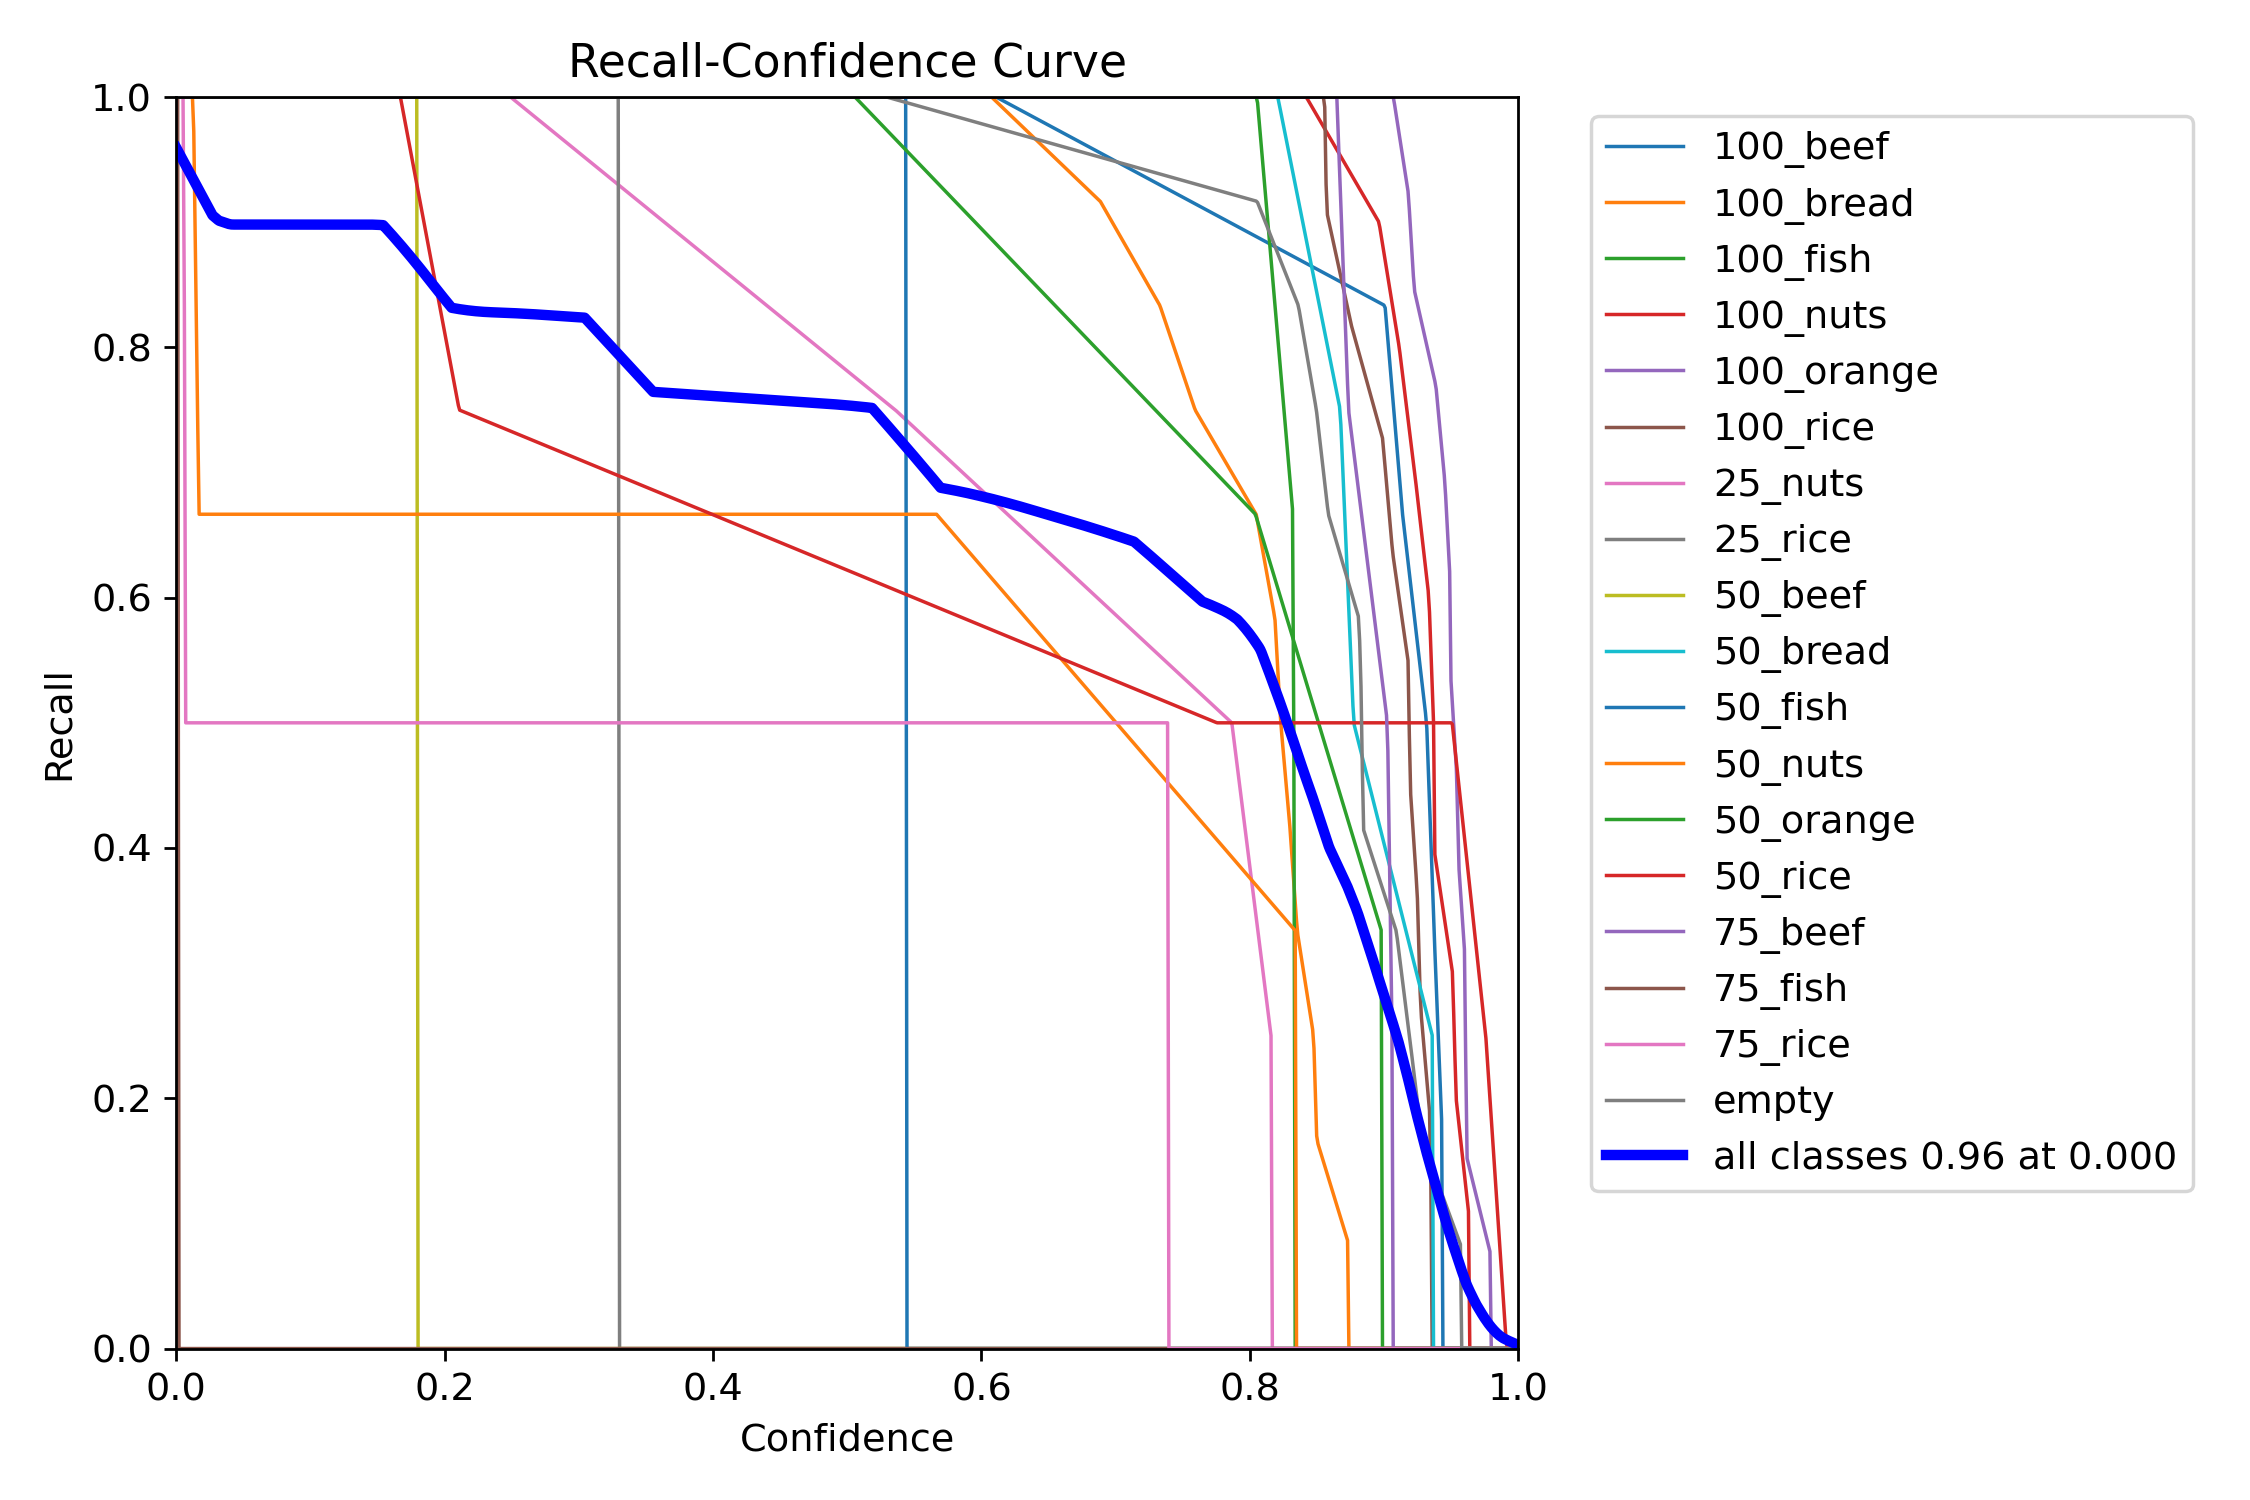 Recall-Confidence Curve
1.0
0.8
0.6
0.4
0.2
0.0
Recall
0.0 0.2 0.4 0.6 0.8 1.0
Confidence
100_beef
100_bread
100_fish
100_nuts
100_orange
100_rice
25_nuts
25_rice
50_beef
50_bread
50_fish
50_nuts
50_orange
50_rice
75_beef
75_fish
75_rice
empty
all classes 0.96 at 0.000